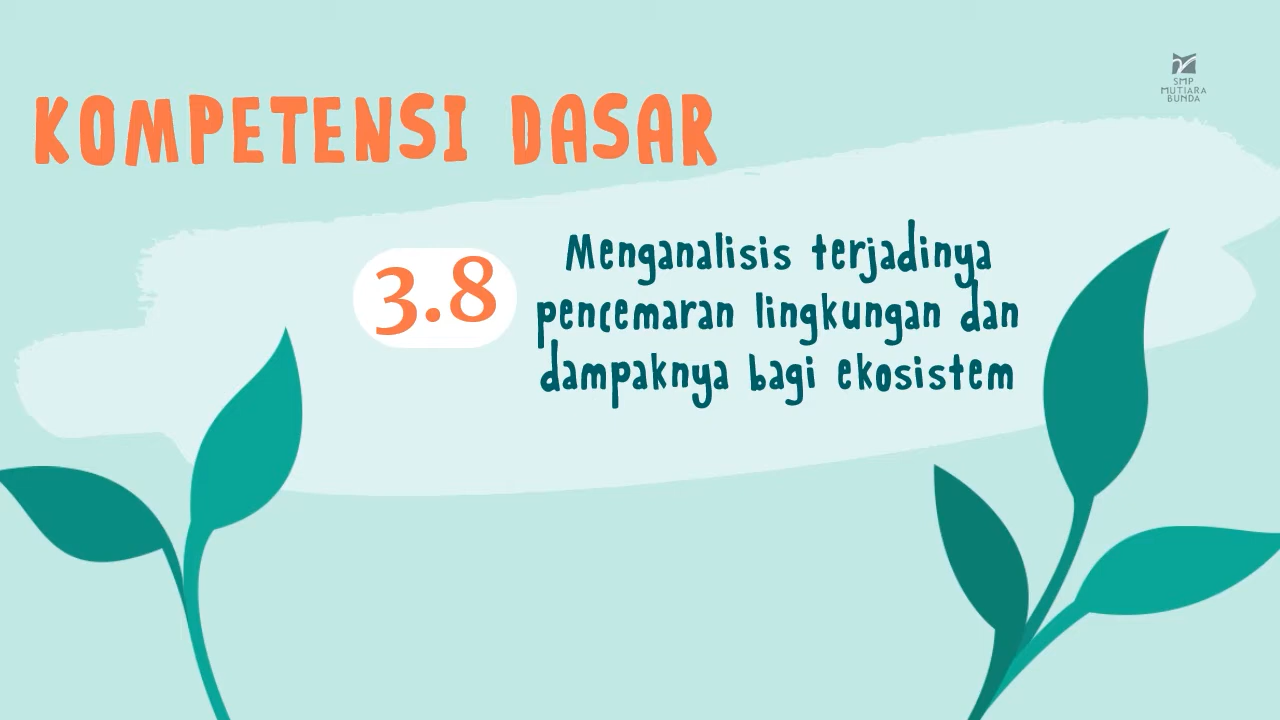 SMP
MUTIARA
BUNDA
KOMPETENSI DASAR
3.8
Menganalisis terjadinya
pencemaran lingkungan dan
dampaknya bagi ekosistem